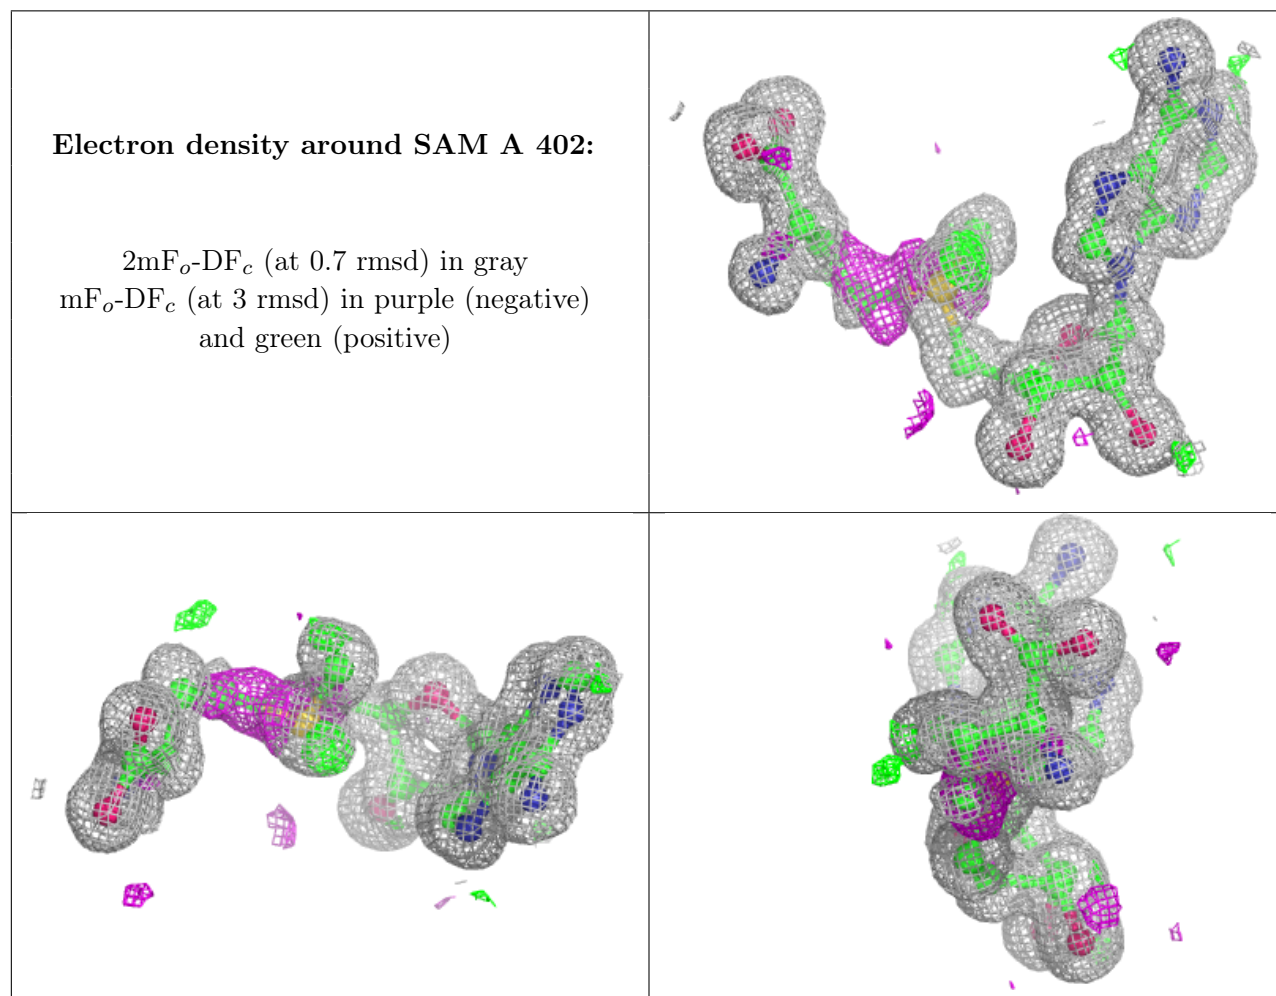 Electron density around SAM A 402:
2mFₒ-DF𝒸 (at 0.7 rmsd) in gray
mFₒ-DF𝒸 (at 3 rmsd) in purple (negative)
and green (positive)